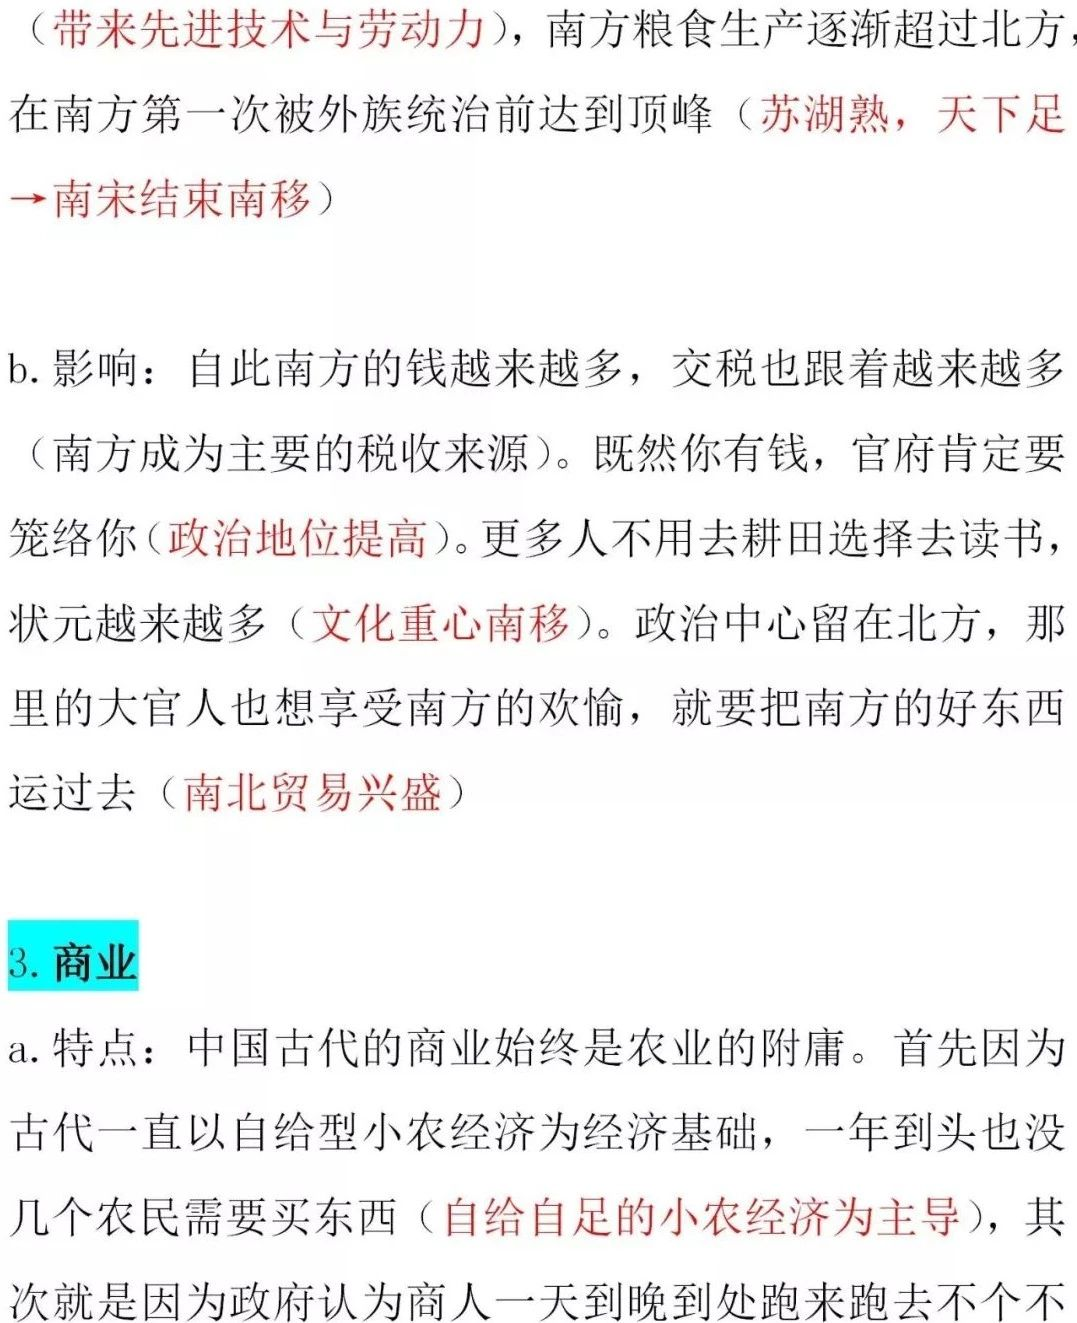 （带来先进技术与劳动力），南方粮食生产逐渐超过北方，
在南方第一次被外族统治前达到顶峰（苏湖熟，天下足
→南宋结束南移）
b.影响：自此南方的钱越来越多，交税也跟着越来越多
（南方成为主要的税收来源）。既然你有钱，官府肯定要
笼络你（政治地位提高）。更多人不用去耕田选择去读书，
状元越来越多（文化重心南移）。政治中心留在北方，那
里的大官人也想享受南方的欢愉，就要把南方的好东西
运过去（南北贸易兴盛）
3.商业
a.特点：中国古代的商业始终是农业的附庸。首先因为
古代一直以自给型小农经济为经济基础，一年到头也没
几个农民需要买东西（自给自足的小农经济为主导），其
次就是因为政府认为商人一天到晚到处跑来跑去不个不